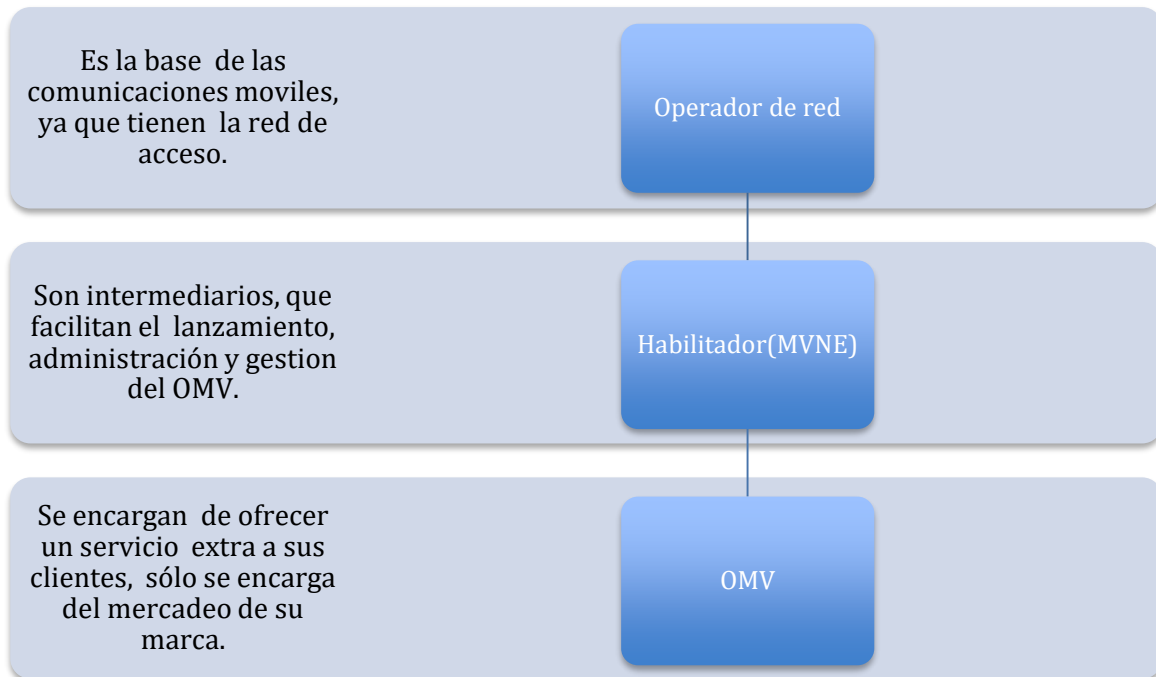 Es la base de las
comunicaciones moviles,
ya que tienen la red de
acceso.
Operador de red
Son intermediarios, que
facilitan el lanzamiento,
administración y gestion
del OMV.
Habilitador(MVNE)
Se encargan de ofrecer
un servicio extra a sus
clientes, sólo se encarga
del mercadeo de su
marca.
OMV